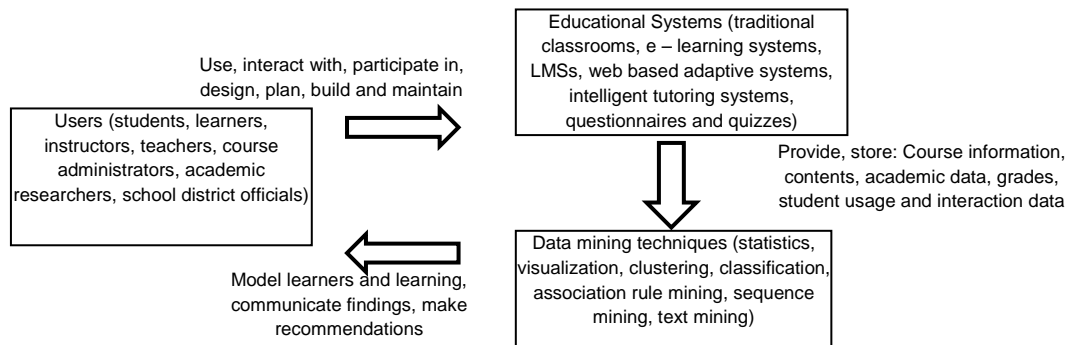 Educational Systems (traditional
classrooms, e – learning systems,
LMSs, web based adaptive systems,
intelligent tutoring systems,
questionnaires and quizzes)
Use, interact with, participate in,
design, plan, build and maintain
Users (students, learners,
instructors, teachers, course
administrators, academic
researchers, school district officials)
Provide, store: Course information,
contents, academic data, grades,
student usage and interaction data
Data mining techniques (statistics,
visualization, clustering, classification,
association rule mining, sequence
mining, text mining)
Model learners and learning,
communicate findings, make
recommendations